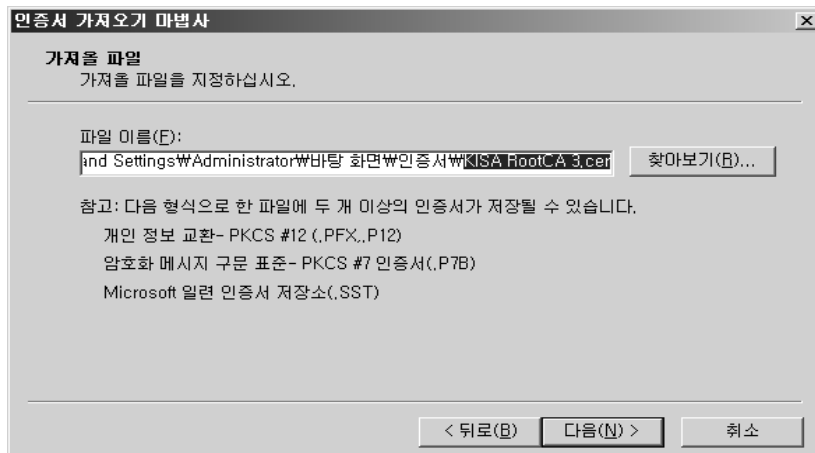 인증서 가져오기 마법사
가져올 파일
가져올 파일을 지정하십시오.
파일 이름(F):
and Settings₩Administrator₩바탕 화면₩인증서₩KISA RootCA 3.cer
찾아보기(R)...
참고: 다음 형식으로 한 파일에 두 개 이상의 인증서가 저장될 수 있습니다.
개인 정보 교환- PKCS #12 (.PFX,.P12)
암호화 메시지 구문 표준- PKCS #7 인증서(.P7B)
Microsoft 일련 인증서 저장소(.SST)
< 뒤로(B) 다음(N) > 취소